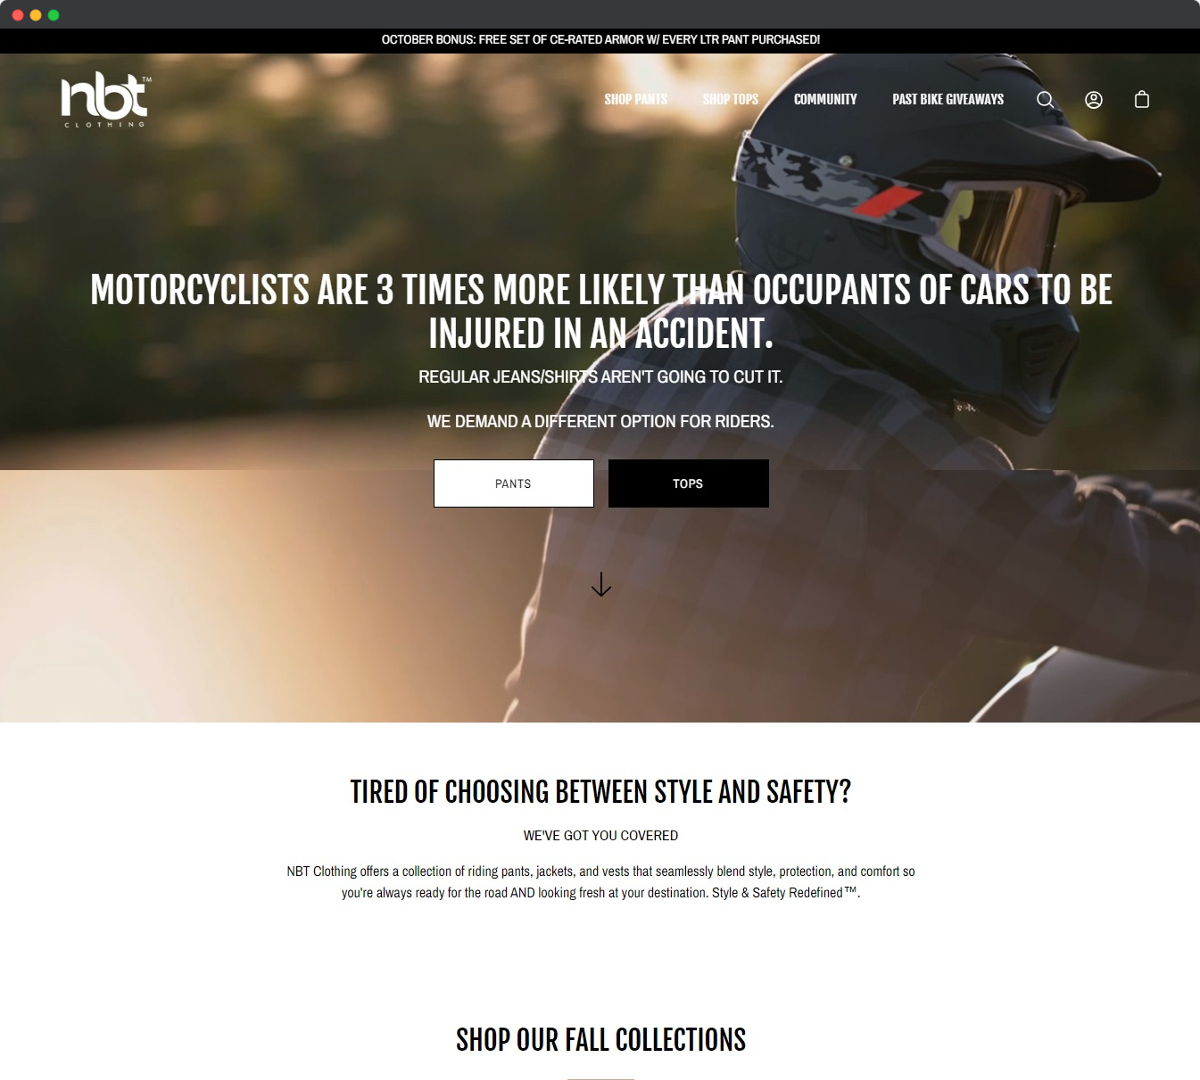 OCTOBER BONUS: FREE SET OF CE-RATED ARMOR W/ EVERY LTR PANT PURCHASED!
nbt™
CLOTHING
SHOP PANTS SHOP TOPS COMMUNITY PAST BIKE GIVEAWAYS
MOTORCYCLISTS ARE 3 TIMES MORE LIKELY THAN OCCUPANTS OF CARS TO BE
INJURED IN AN ACCIDENT.
REGULAR JEANS/SHIRTS AREN'T GOING TO CUT IT.
WE DEMAND A DIFFERENT OPTION FOR RIDERS.
PANTS TOPS
TIRED OF CHOOSING BETWEEN STYLE AND SAFETY?
WE'VE GOT YOU COVERED
NBT Clothing offers a collection of riding pants, jackets, and vests that seamlessly blend style, protection, and comfort so
you're always ready for the road AND looking fresh at your destination. Style & Safety Redefined™.
SHOP OUR FALL COLLECTIONS